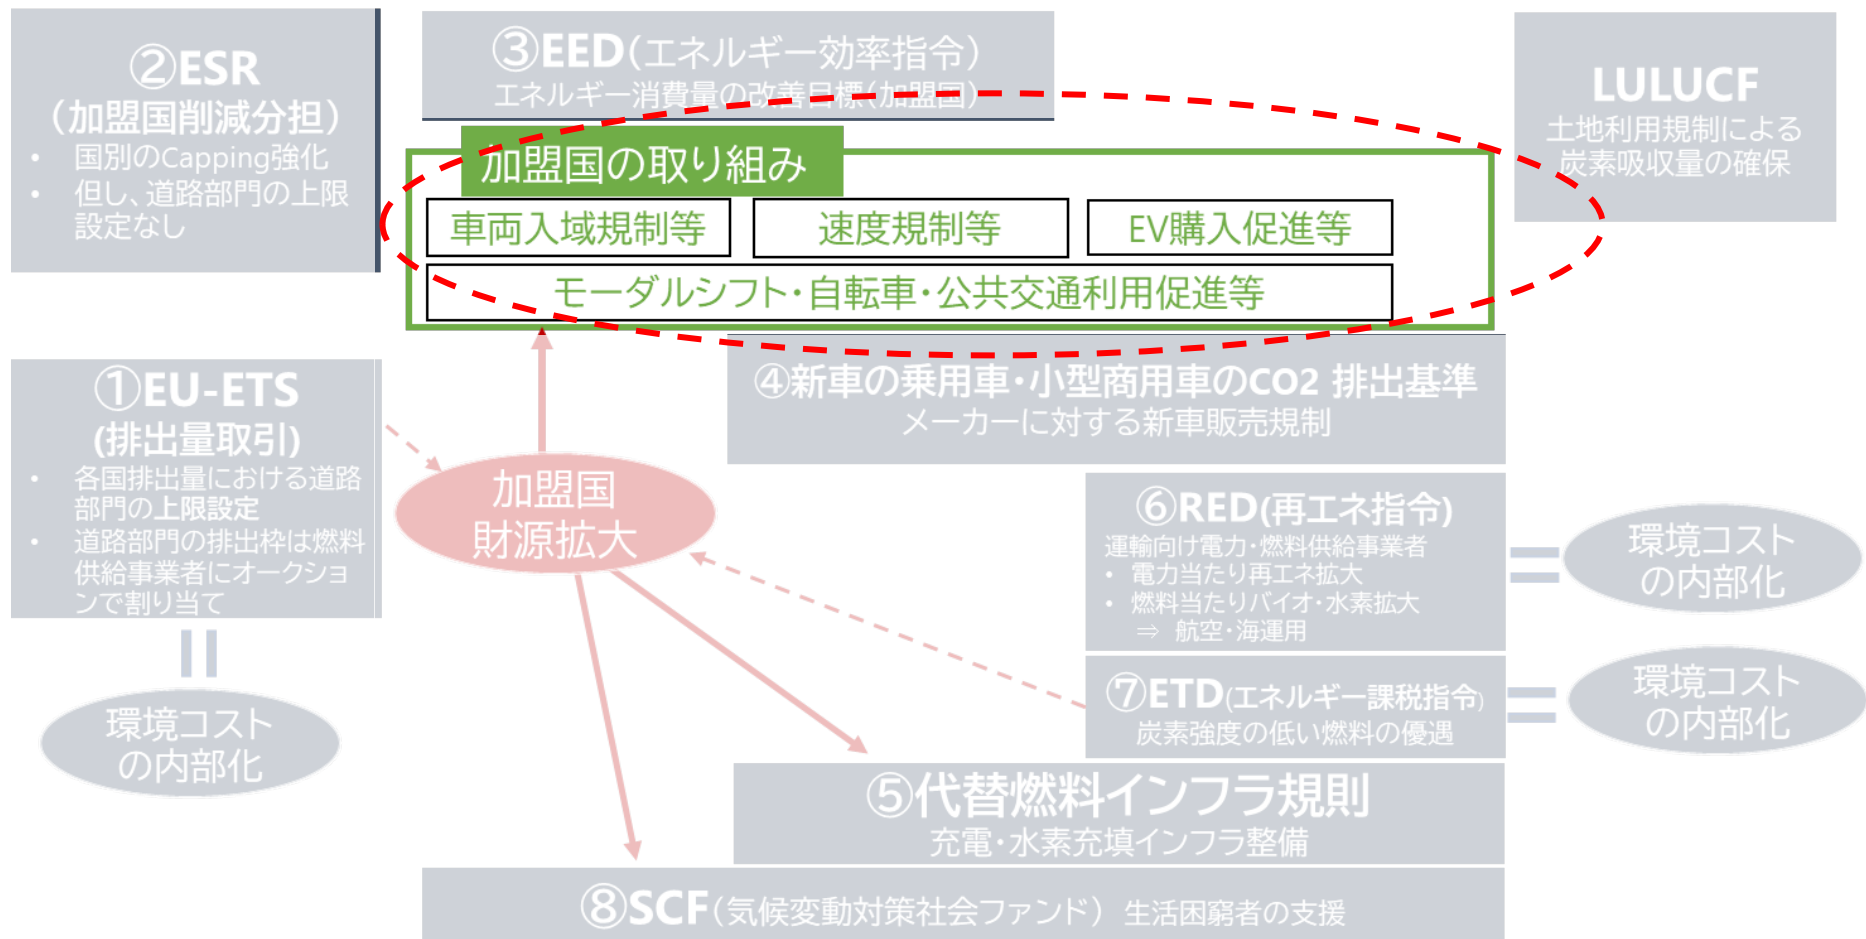 ②ESR
（加盟国削減分担）
• 国別のCapping強化
• 但し、道路部門の上限
設定なし
③EED（エネルギー効率指令）
エネルギー消費量の改善目標(加盟国)
LULUCF
土地利用規制による
炭素吸収量の確保
加盟国の取り組み
車両入域規制等
速度規制等
EV購入促進等
モーダルシフト・自転車・公共交通利用促進等
①EU-ETS
(排出量取引)
• 各国排出量における道路
部門の上限設定
• 道路部門の排出枠は燃料
供給事業者にオークショ
ンで割り当て
環境コスト
の内部化
加盟国
財源拡大
④新車の乗用車・小型商用車のCO2 排出基準
メーカーに対する新車販売規制
⑥RED(再エネ指令)
運輸向け電力・燃料供給事業者
• 電力当たり再エネ拡大
• 燃料当たりバイオ・水素拡大
⇒ 航空・海運用
環境コスト
の内部化
⑦ETD(エネルギー課税指令)
炭素強度の低い燃料の優遇
環境コスト
の内部化
⑤代替燃料インフラ規則
充電・水素充填インフラ整備
⑧SCF（気候変動対策社会ファンド） 生活困窮者の支援